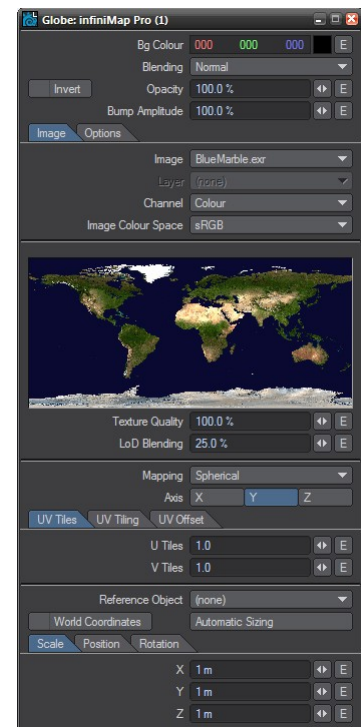 Globe: infiniMap Pro (1)
Bg Colour 000 000 000 E
Blending Normal
Invert Opacity 100.0 % E
Bump Amplitude 100.0 % E
Image Options
Image BlueMarble.exr
Layer (none)
Channel Colour
Image Colour Space sRGB
Texture Quality 100.0 % E
LoD Blending 25.0 % E
Mapping Spherical
Axis X Y Z
UV Tiles UV Tiling UV Offset
U Tiles 1.0 E
V Tiles 1.0 E
Reference Object (none)
World Coordinates Automatic Sizing
Scale Position Rotation
X 1 m E
Y 1 m E
Z 1 m E